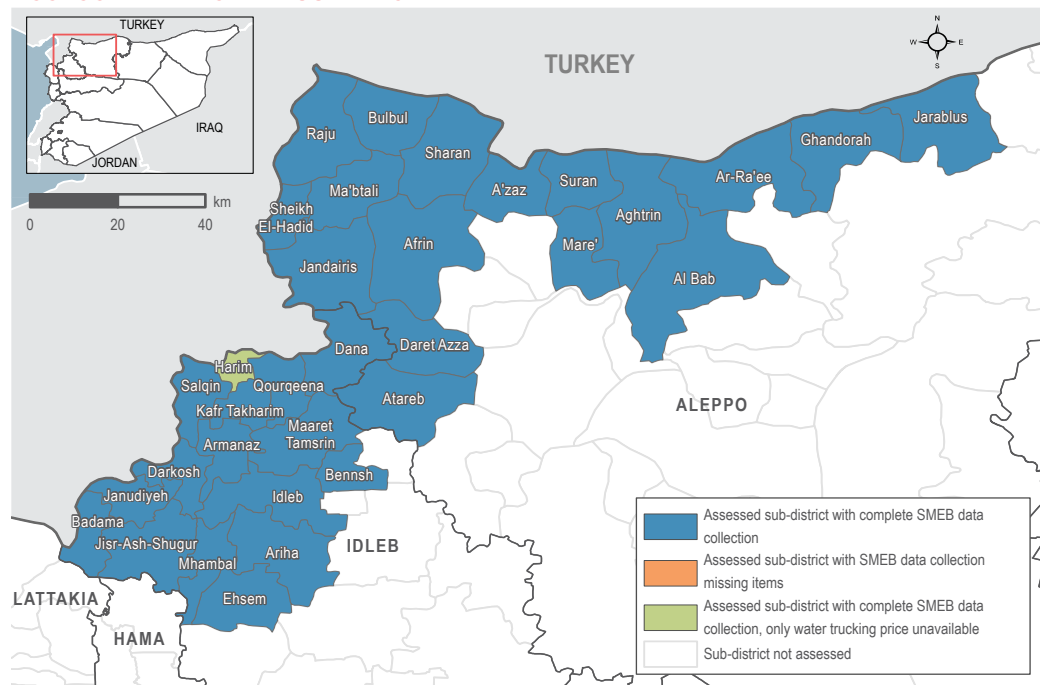 TURKEY
IRAQ
JORDAN
N
W E
S
TURKEY
0 20 40 km
Raju
Bulbul
Sharan
Ma'btali
Sheikh
El-Hadid
Jandairis
Afrin
A'zaz
Suran
Mare'
Aghtrin
Ar-Ra'ee
Al Bab
Ghandorah
Jarablus
Dana
Daret Azza
Atareb
Harim
Salqin
Qourqeena
Kafr Takharim
Armanaz
Maaret
Tamsrin
Bennsh
Darkosh
Janudiyeh
Idleb
Badama
Jisr-Ash-Shugur
Mhambal
Ariha
Ehsem
IDLEB
ALEPPO
LATTAKIA
HAMA
Assessed sub-district with complete SMEB data
collection
Assessed sub-district with SMEB data collection
missing items
Assessed sub-district with complete SMEB data
collection, only water trucking price unavailable
Sub-district not assessed